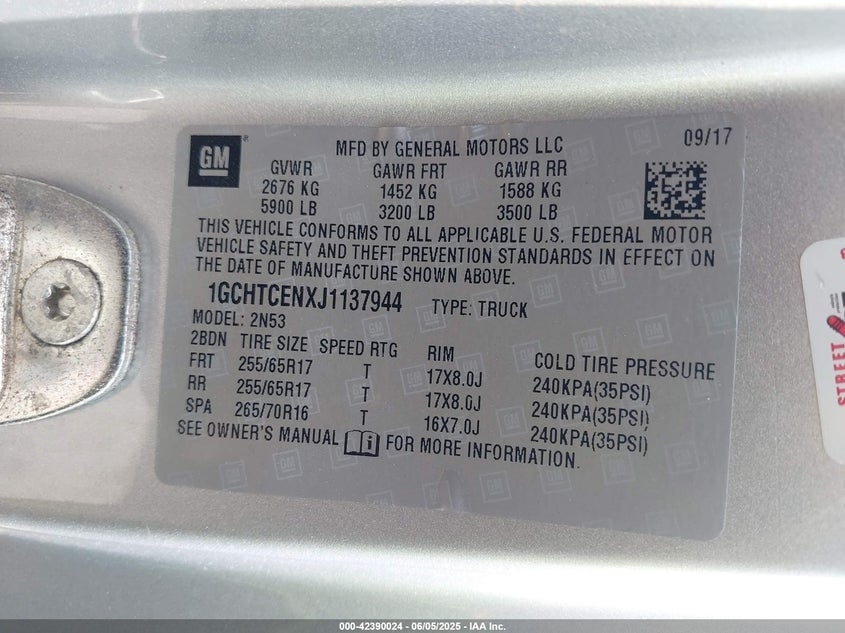 GM
MFD BY GENERAL MOTORS LLC
09/17
GVWR GAWR FRT GAWR RR
2676 KG 1452 KG 1588 KG
5900 LB 3200 LB 3500 LB
THIS VEHICLE CONFORMS TO ALL APPLICABLE U.S. FEDERAL MOTOR
VEHICLE SAFETY AND THEFT PREVENTION STANDARDS IN EFFECT ON
THE DATE OF MANUFACTURE SHOWN ABOVE.
1GCHTCENXJ1137944 TYPE: TRUCK
MODEL: 2N53
2BDN TIRE SIZE SPEED RTG RIM COLD TIRE PRESSURE
FRT 255/65R17 T 17X8.0J 240KPA(35PSI)
RR 255/65R17 T 17X8.0J 240KPA(35PSI)
SPA 265/70R16 T 16X7.0J 240KPA(35PSI)
SEE OWNER'S MANUAL FOR MORE INFORMATION.
STREET
000-42390024 - 06/05/2025 - IAA Inc.